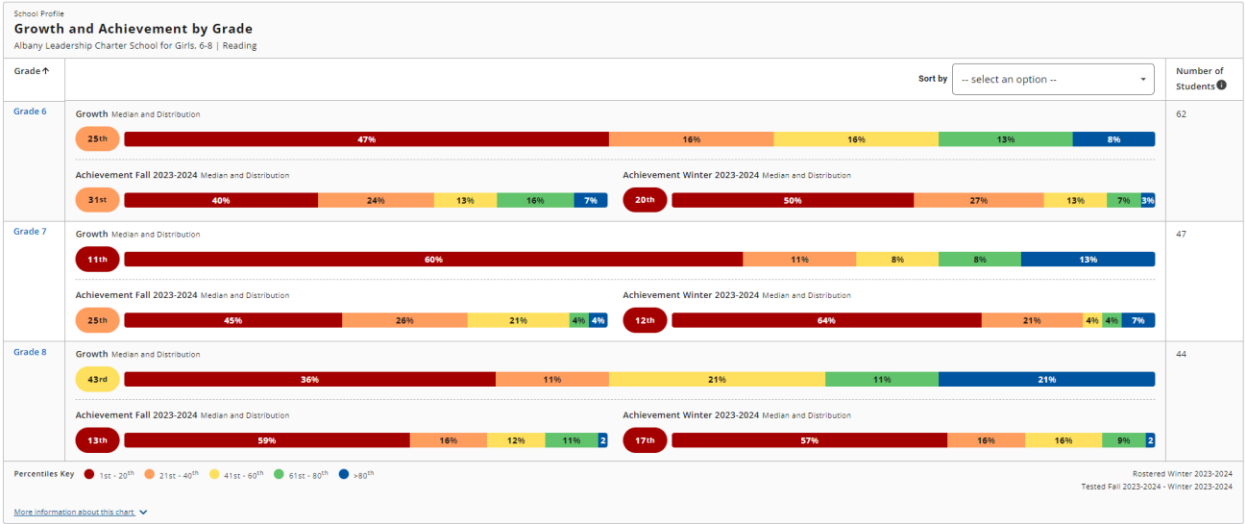 School Profile
Growth and Achievement by Grade
Albany Leadership Charter School for Girls, 6-8 | Reading
Grade↑
Sort by -- select an option --
Number of
Students
Grade 6
Growth Median and Distribution
62
25th 47% 16% 16% 13% 8%
Achievement Fall 2023-2024 Median and Distribution
31st 40% 24% 13% 16% 7%
Achievement Winter 2023-2024 Median and Distribution
20th 50% 27% 13% 7% 3%
Grade 7
Growth Median and Distribution
47
11th 60% 11% 8% 8% 13%
Achievement Fall 2023-2024 Median and Distribution
25th 45% 26% 21% 4% 4%
Achievement Winter 2023-2024 Median and Distribution
12th 64% 21% 4% 4% 7%
Grade 8
Growth Median and Distribution
44
43rd 36% 11% 21% 11% 21%
Achievement Fall 2023-2024 Median and Distribution
13th 59% 16% 12% 11% 2
Achievement Winter 2023-2024 Median and Distribution
17th 57% 16% 16% 9% 2
Percentiles Key 1st - 20th 21st - 40th 41st - 60th 61st - 80th >80th
Rostered Winter 2023-2024
Tested Fall 2023-2024 - Winter 2023-2024
More information about this chart